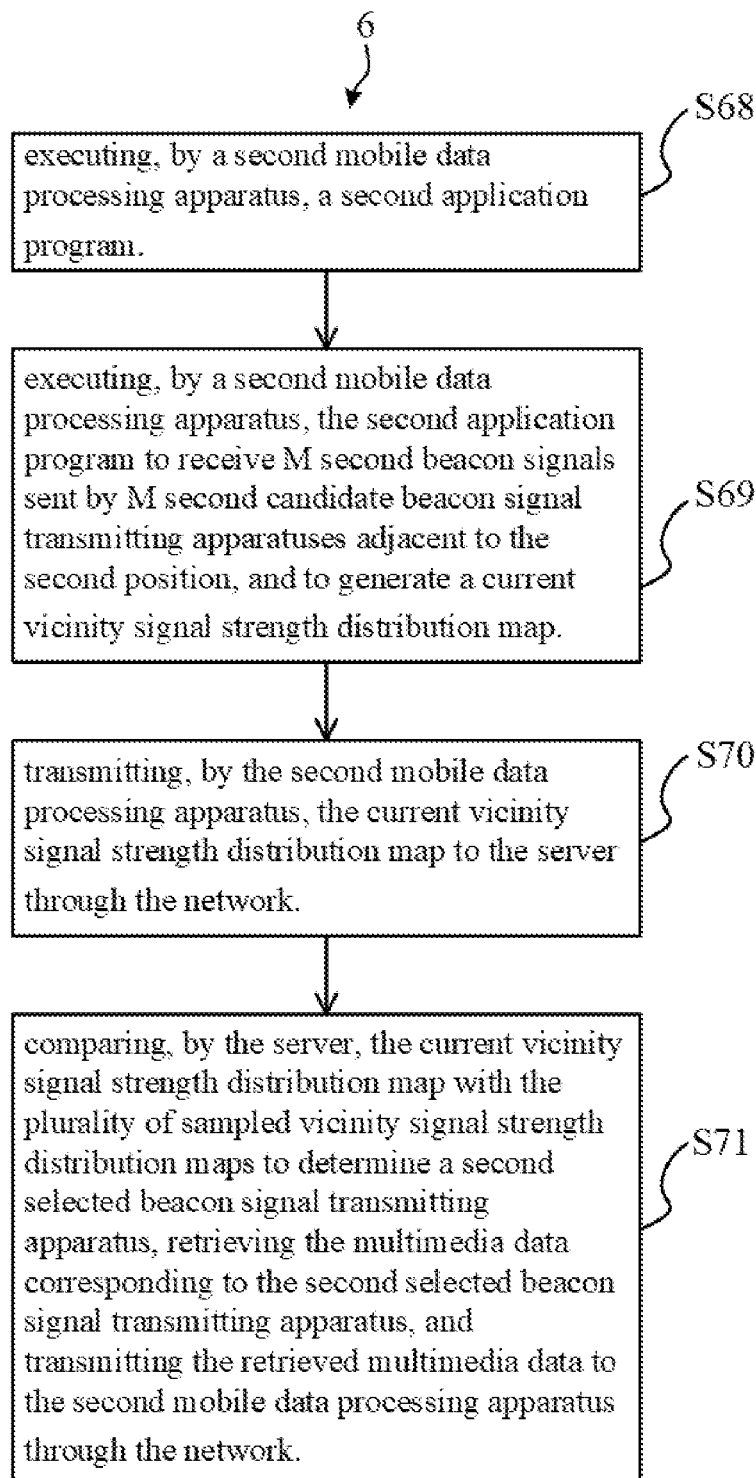 6
S68
executing, by a second mobile data
processing apparatus, a second application
program.
executing, by a second mobile data
processing apparatus, the second application
program to receive M second beacon signals
sent by M second candidate beacon signal
transmitting apparatuses adjacent to the
second position, and to generate a current
vicinity signal strength distribution map.
S69
transmitting, by the second mobile data
processing apparatus, the current vicinity
signal strength distribution map to the server
through the network.
S70
comparing, by the server, the current vicinity
signal strength distribution map with the
plurality of sampled vicinity signal strength
distribution maps to determine a second
selected beacon signal transmitting
apparatus, retrieving the multimedia data
corresponding to the second selected beacon
signal transmitting apparatus, and
transmitting the retrieved multimedia data to
the second mobile data processing apparatus
through the network.
S71